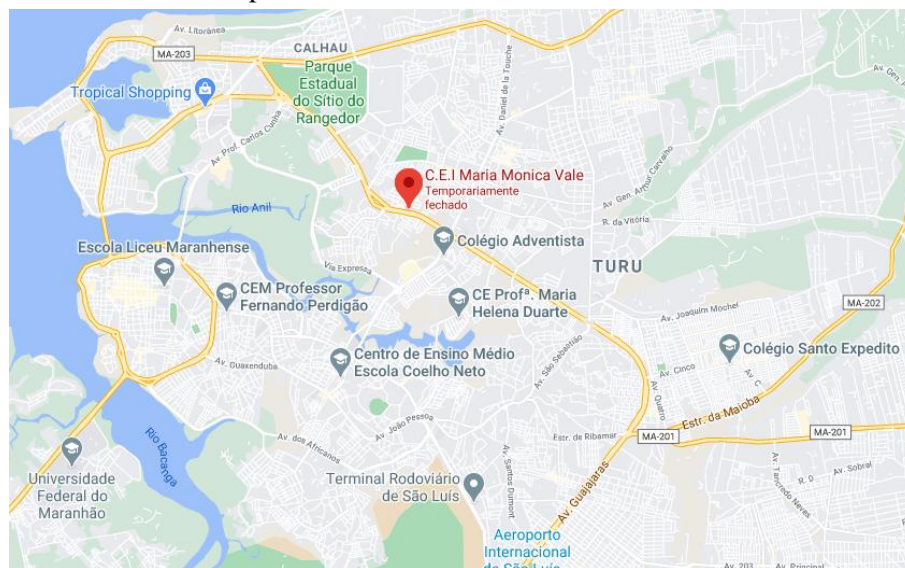 Av. Litorânea
CALHAU
MA-203
Parque
Estadual
do Sítio do
Rangedor
Tropical Shopping
Av. Prof. Carlos Cunha
Av. Daniel de la Touche
Av. Gen. Arthur Carvalho
Av. Gen.
C.E.I Maria Monica Vale
Temporariamente
fechado
Rio Anil
R. da Vitória
Escola Liceu Maranhense
Colégio Adventista
Via Expressa
TURU
CEM Professor
Fernando Perdigão
CE Profª. Maria
Helena Duarte
MA-202
Av. Joaquim Mochel
Colégio Santo Expedito
Centro de Ensino Médio
Escola Coelho Neto
Av. Guaxenduba
Av. São Sebastião
Av. Cinco
Av. C.
Av. Quatro
Estr. da Maioba
Av. João Pessoa
Av. dos Africanos
Estr. de Ribamar
MA-201
MA-201
Rio Bacanga
Universidade
Federal do
Maranhão
Terminal Rodoviário
de São Luís
Av. Santos Dumont
Av. Guajajaras
Av. Tancredo Neves
R. D
Av. Sobral
Aeroporto
Internacional
de São Luís
Av. 203
Av. Principal